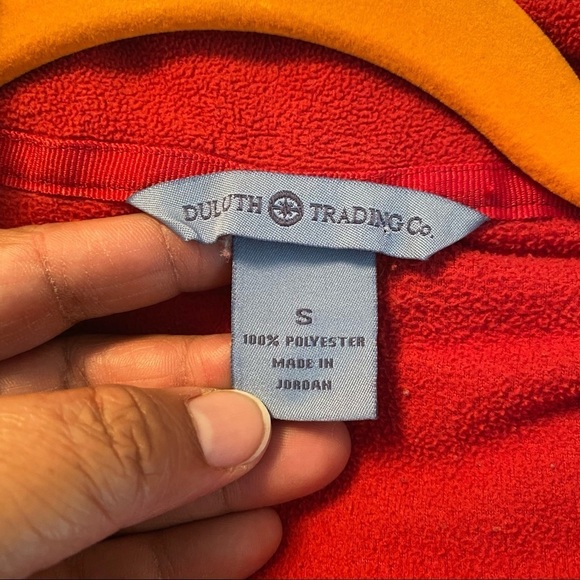 DULUTH TRADING CO.
S
100% POLYESTER
MADE IN
JORDAN